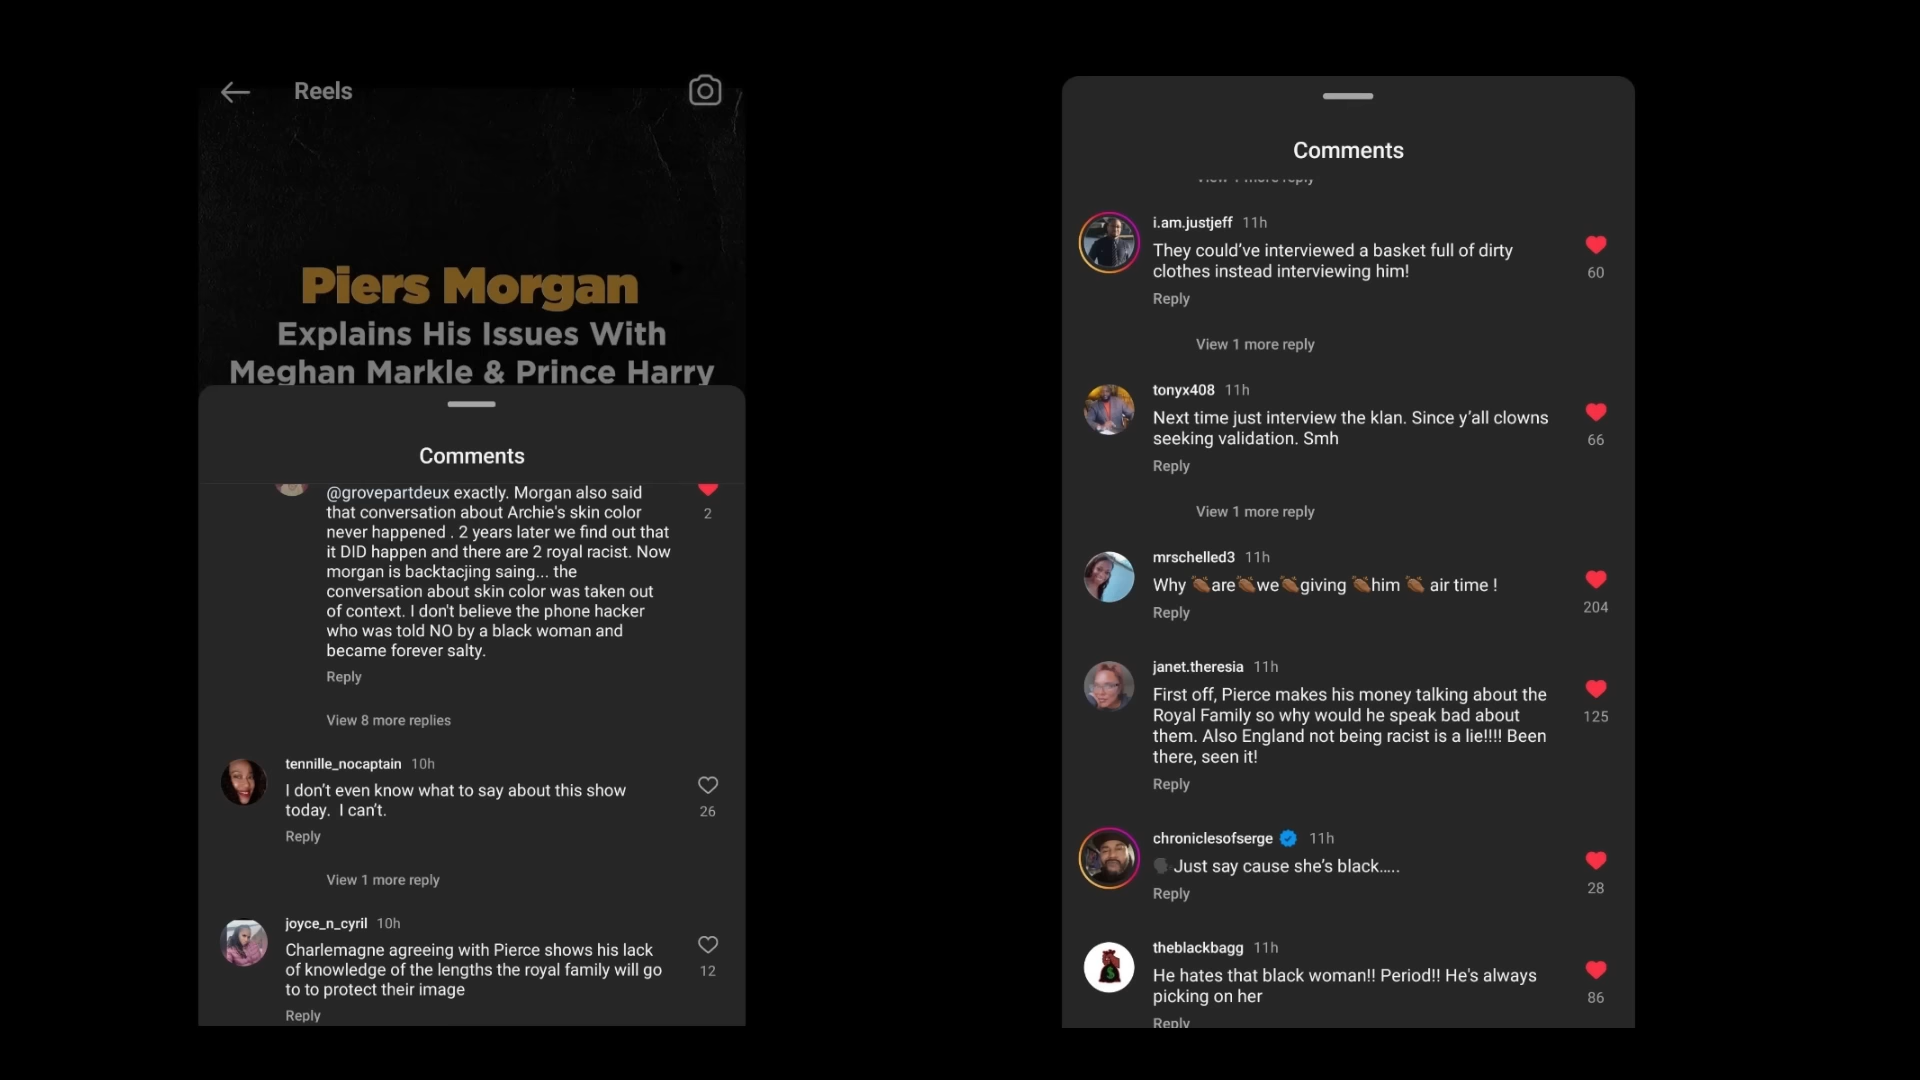 Reels
Piers Morgan
Explains His Issues With
Meghan Markle & Prince Harry
Comments
@grovepartdeux exactly. Morgan also said
that conversation about Archie's skin color
never happened . 2 years later we find out that
it DID happen and there are 2 royal racist. Now
morgan is backtacjing saing... the
conversation about skin color was taken out
of context. I don't believe the phone hacker
who was told NO by a black woman and
became forever salty.
2
Reply
View 8 more replies
tennille_nocaptain 10h
I don't even know what to say about this show
today.  I can't.
26
Reply
View 1 more reply
joyce_n_cyril 10h
Charlemagne agreeing with Pierce shows his lack
of knowledge of the lengths the royal family will go
to to protect their image
12
Reply
Comments
View 1 more reply
i.am.justjeff 11h
They could've interviewed a basket full of dirty
clothes instead interviewing him!
60
Reply
View 1 more reply
tonyx408 11h
Next time just interview the klan. Since y'all clowns
seeking validation. Smh
66
Reply
View 1 more reply
mrschelled3 11h
Why 👏🏾are👏🏾we👏🏾giving 👏🏾him 👏🏾 air time !
204
Reply
janet.theresia 11h
First off, Pierce makes his money talking about the
Royal Family so why would he speak bad about
them. Also England not being racist is a lie!!!! Been
there, seen it!
125
Reply
chroniclesofserge 11h
🗣Just say cause she's black.....
28
Reply
theblackbagg 11h
He hates that black woman!! Period!! He's always
picking on her
86
Reply